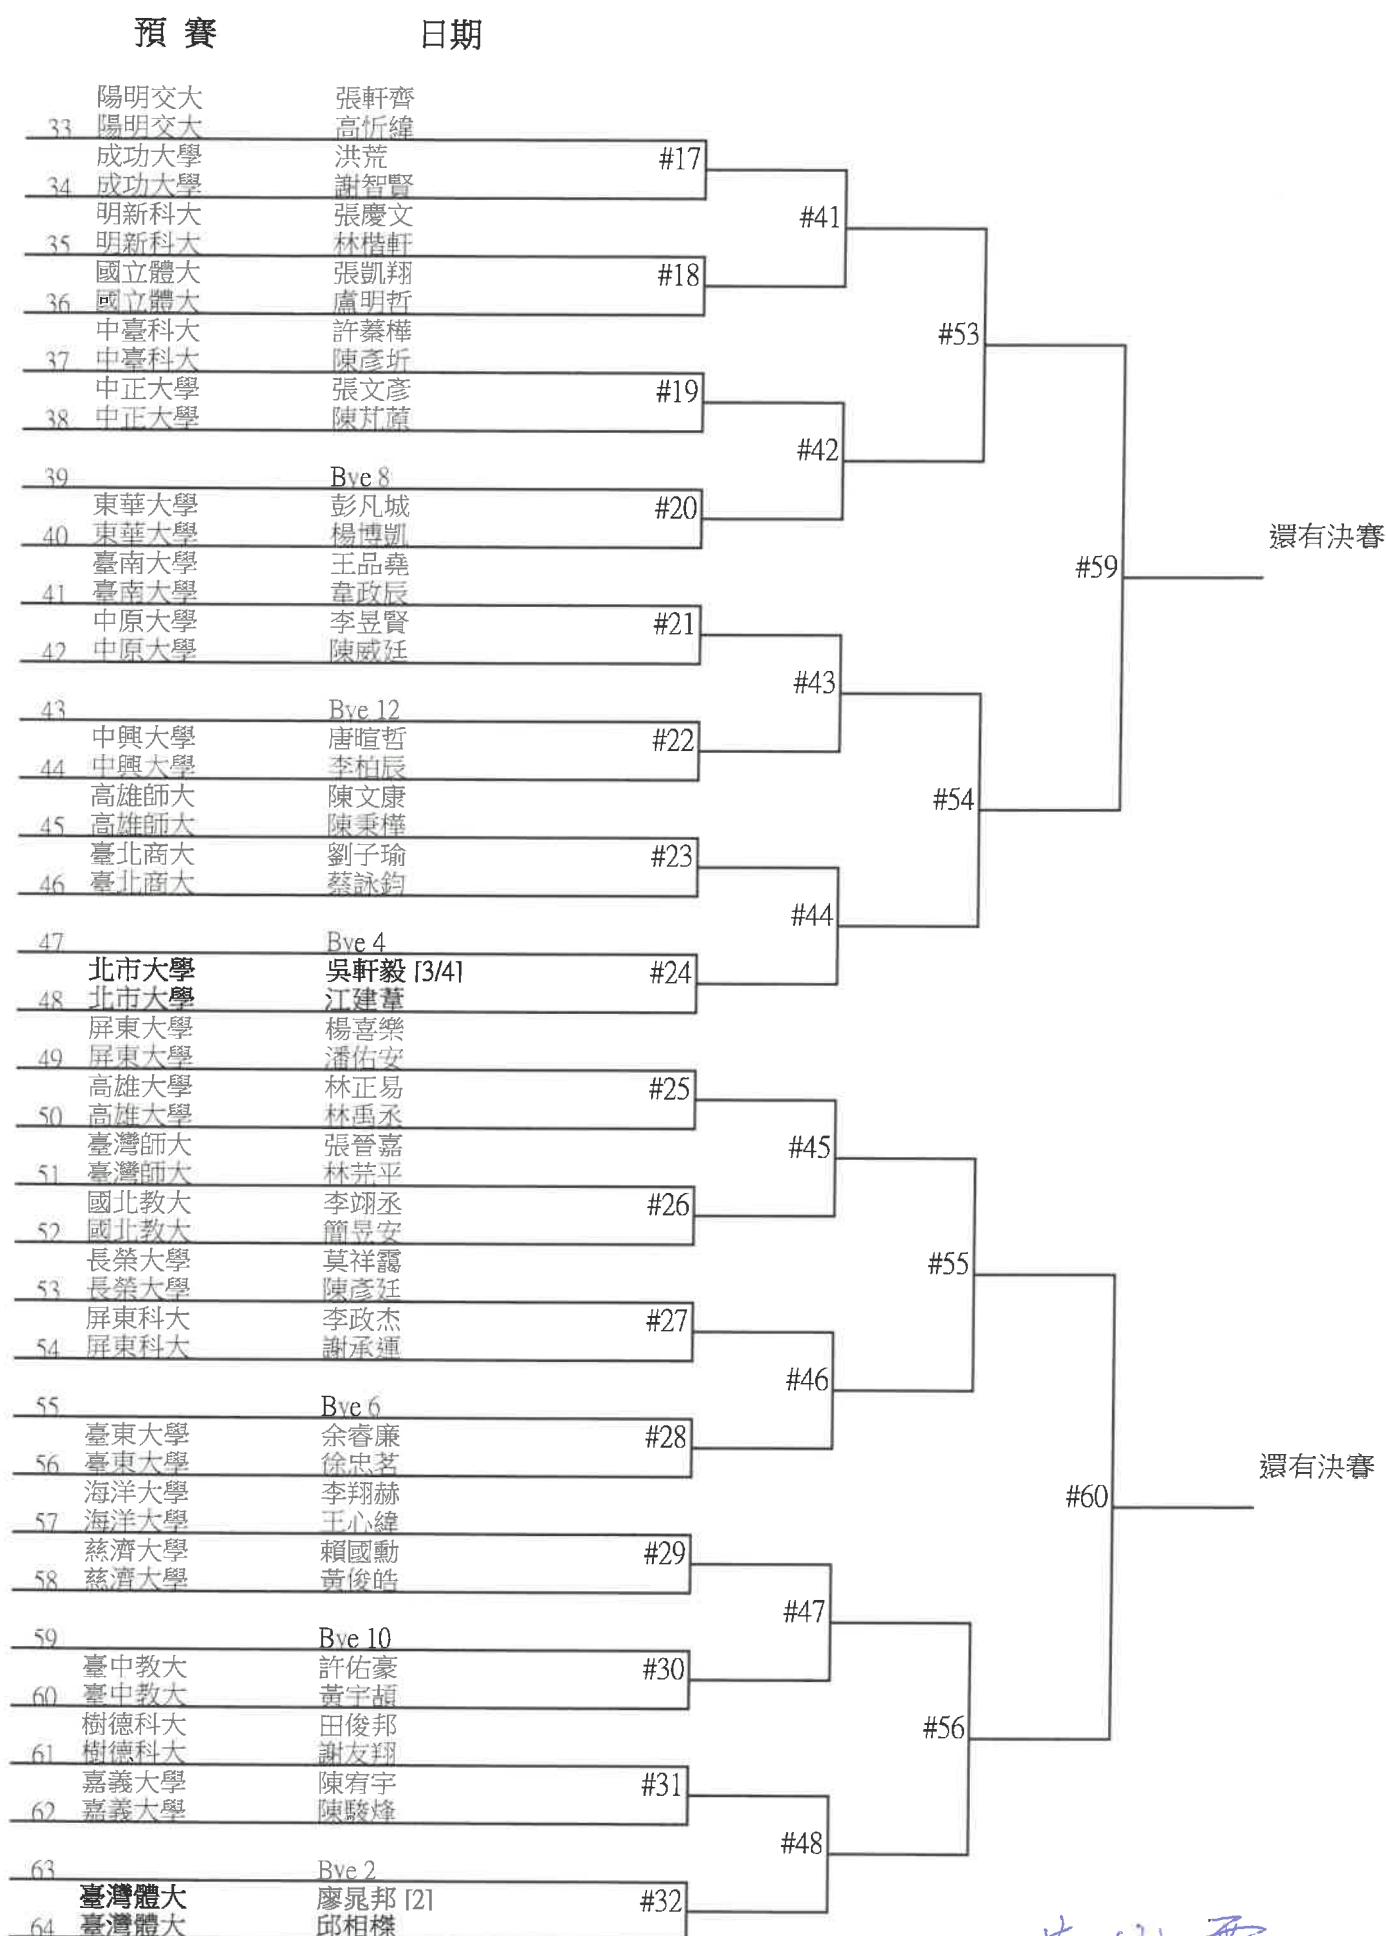 預 賽 日期
陽明交大 張軒齊
33 陽明交大 高忻緯
成功大學 洪荒 #17
34 成功大學 謝智賢
明新科大 張慶文 #41
35 明新科大 林楷軒
國立體大 張凱翔 #18
36 國立體大 盧明哲
中臺科大 許蓁樺 #53
37 中臺科大 陳彥圻
中正大學 張文彥 #19
38 中正大學 陳芃蒝
#42
39 Bye 8
東華大學 彭凡城 #20
40 東華大學 楊博凱 還有決賽
臺南大學 王品堯 #59
41 臺南大學 韋政辰
中原大學 李昱賢 #21
42 中原大學 陳威廷
#43
43 Bye 12
中興大學 唐暄哲 #22
44 中興大學 李柏辰
高雄師大 陳文康 #54
45 高雄師大 陳秉樺
臺北商大 劉子瑜 #23
46 臺北商大 蔡詠鈞
#44
47 Bye 4
北市大學 吳軒毅 [3/4] #24
48 北市大學 江建葦
屏東大學 楊喜樂
49 屏東大學 潘佑安
高雄大學 林正易 #25
50 高雄大學 林禹丞
臺灣師大 張晉嘉 #45
51 臺灣師大 林芫平
國北教大 李翊丞 #26
52 國北教大 簡昱安
長榮大學 莫祥靄 #55
53 長榮大學 陳彥廷
屏東科大 李政杰 #27
54 屏東科大 謝承運
#46
55 Bye 6
臺東大學 余睿廉 #28
56 臺東大學 徐忠茗 還有決賽
海洋大學 李翔赫 #60
57 海洋大學 王心緯
慈濟大學 賴國勳 #29
58 慈濟大學 黃俊皓
#47
59 Bye 10
臺中教大 許佑豪 #30
60 臺中教大 黃宇頡
樹德科大 田俊邦 #56
61 樹德科大 謝友翔
嘉義大學 陳宥宇 #31
62 嘉義大學 陳駿烽
#48
63 Bye 2
臺灣體大 廖晁邦 [2] #32
64 臺灣體大 邱相榤